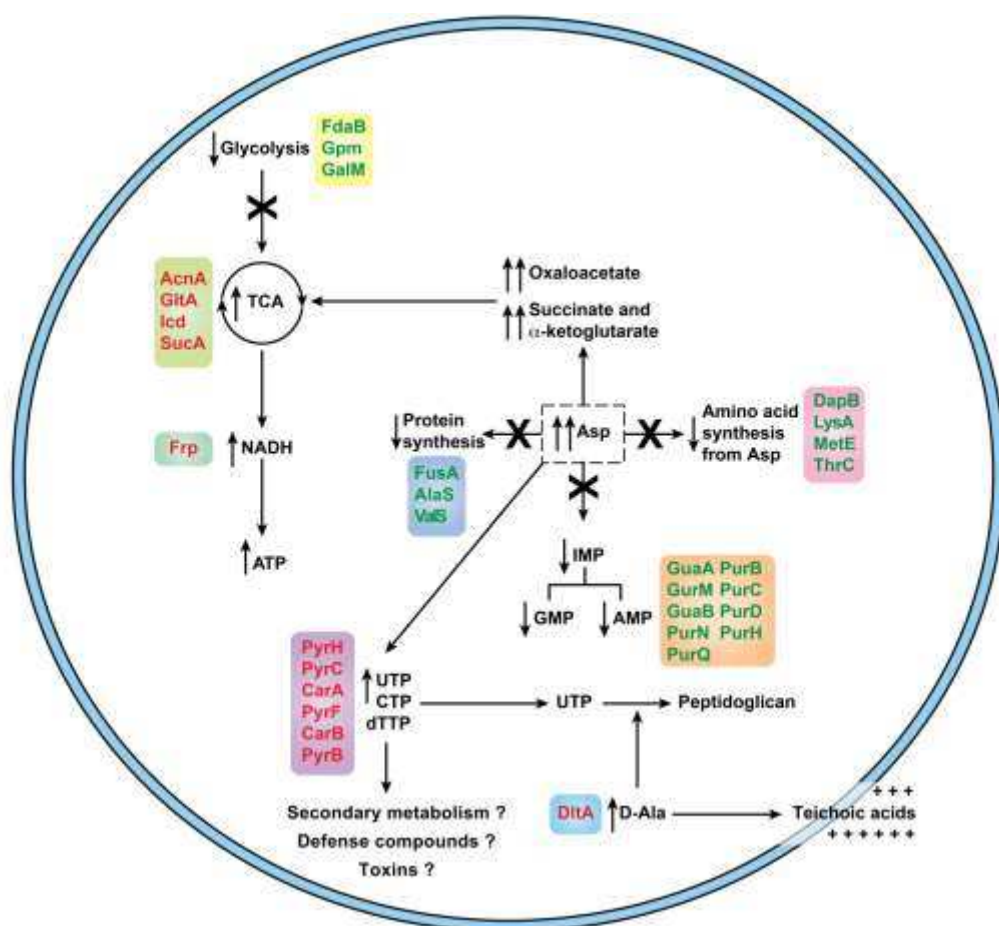 Glycolysis
FdaB
Gpm
GalM
X
AcnA
GltA
Icd
SucA
TCA
Oxaloacetate
Succinate and
α-ketoglutarate
Frp
NADH
ATP
Protein
synthesis
X
Asp
X
Amino acid
synthesis
from Asp
DapB
LysA
MetE
ThrC
FusA
AlaS
ValS
X
IMP
GMP
AMP
GuaA PurB
GurM PurC
GuaB PurD
PurN PurH
PurQ
PyrH
PyrC
CarA
PyrF
CarB
PyrB
UTP
CTP
dTTP
UTP
Peptidoglican
Secondary metabolism ?
Defense compounds ?
Toxins ?
DltA
D-Ala
+ + +
Teichoic acids
+ + + + + +